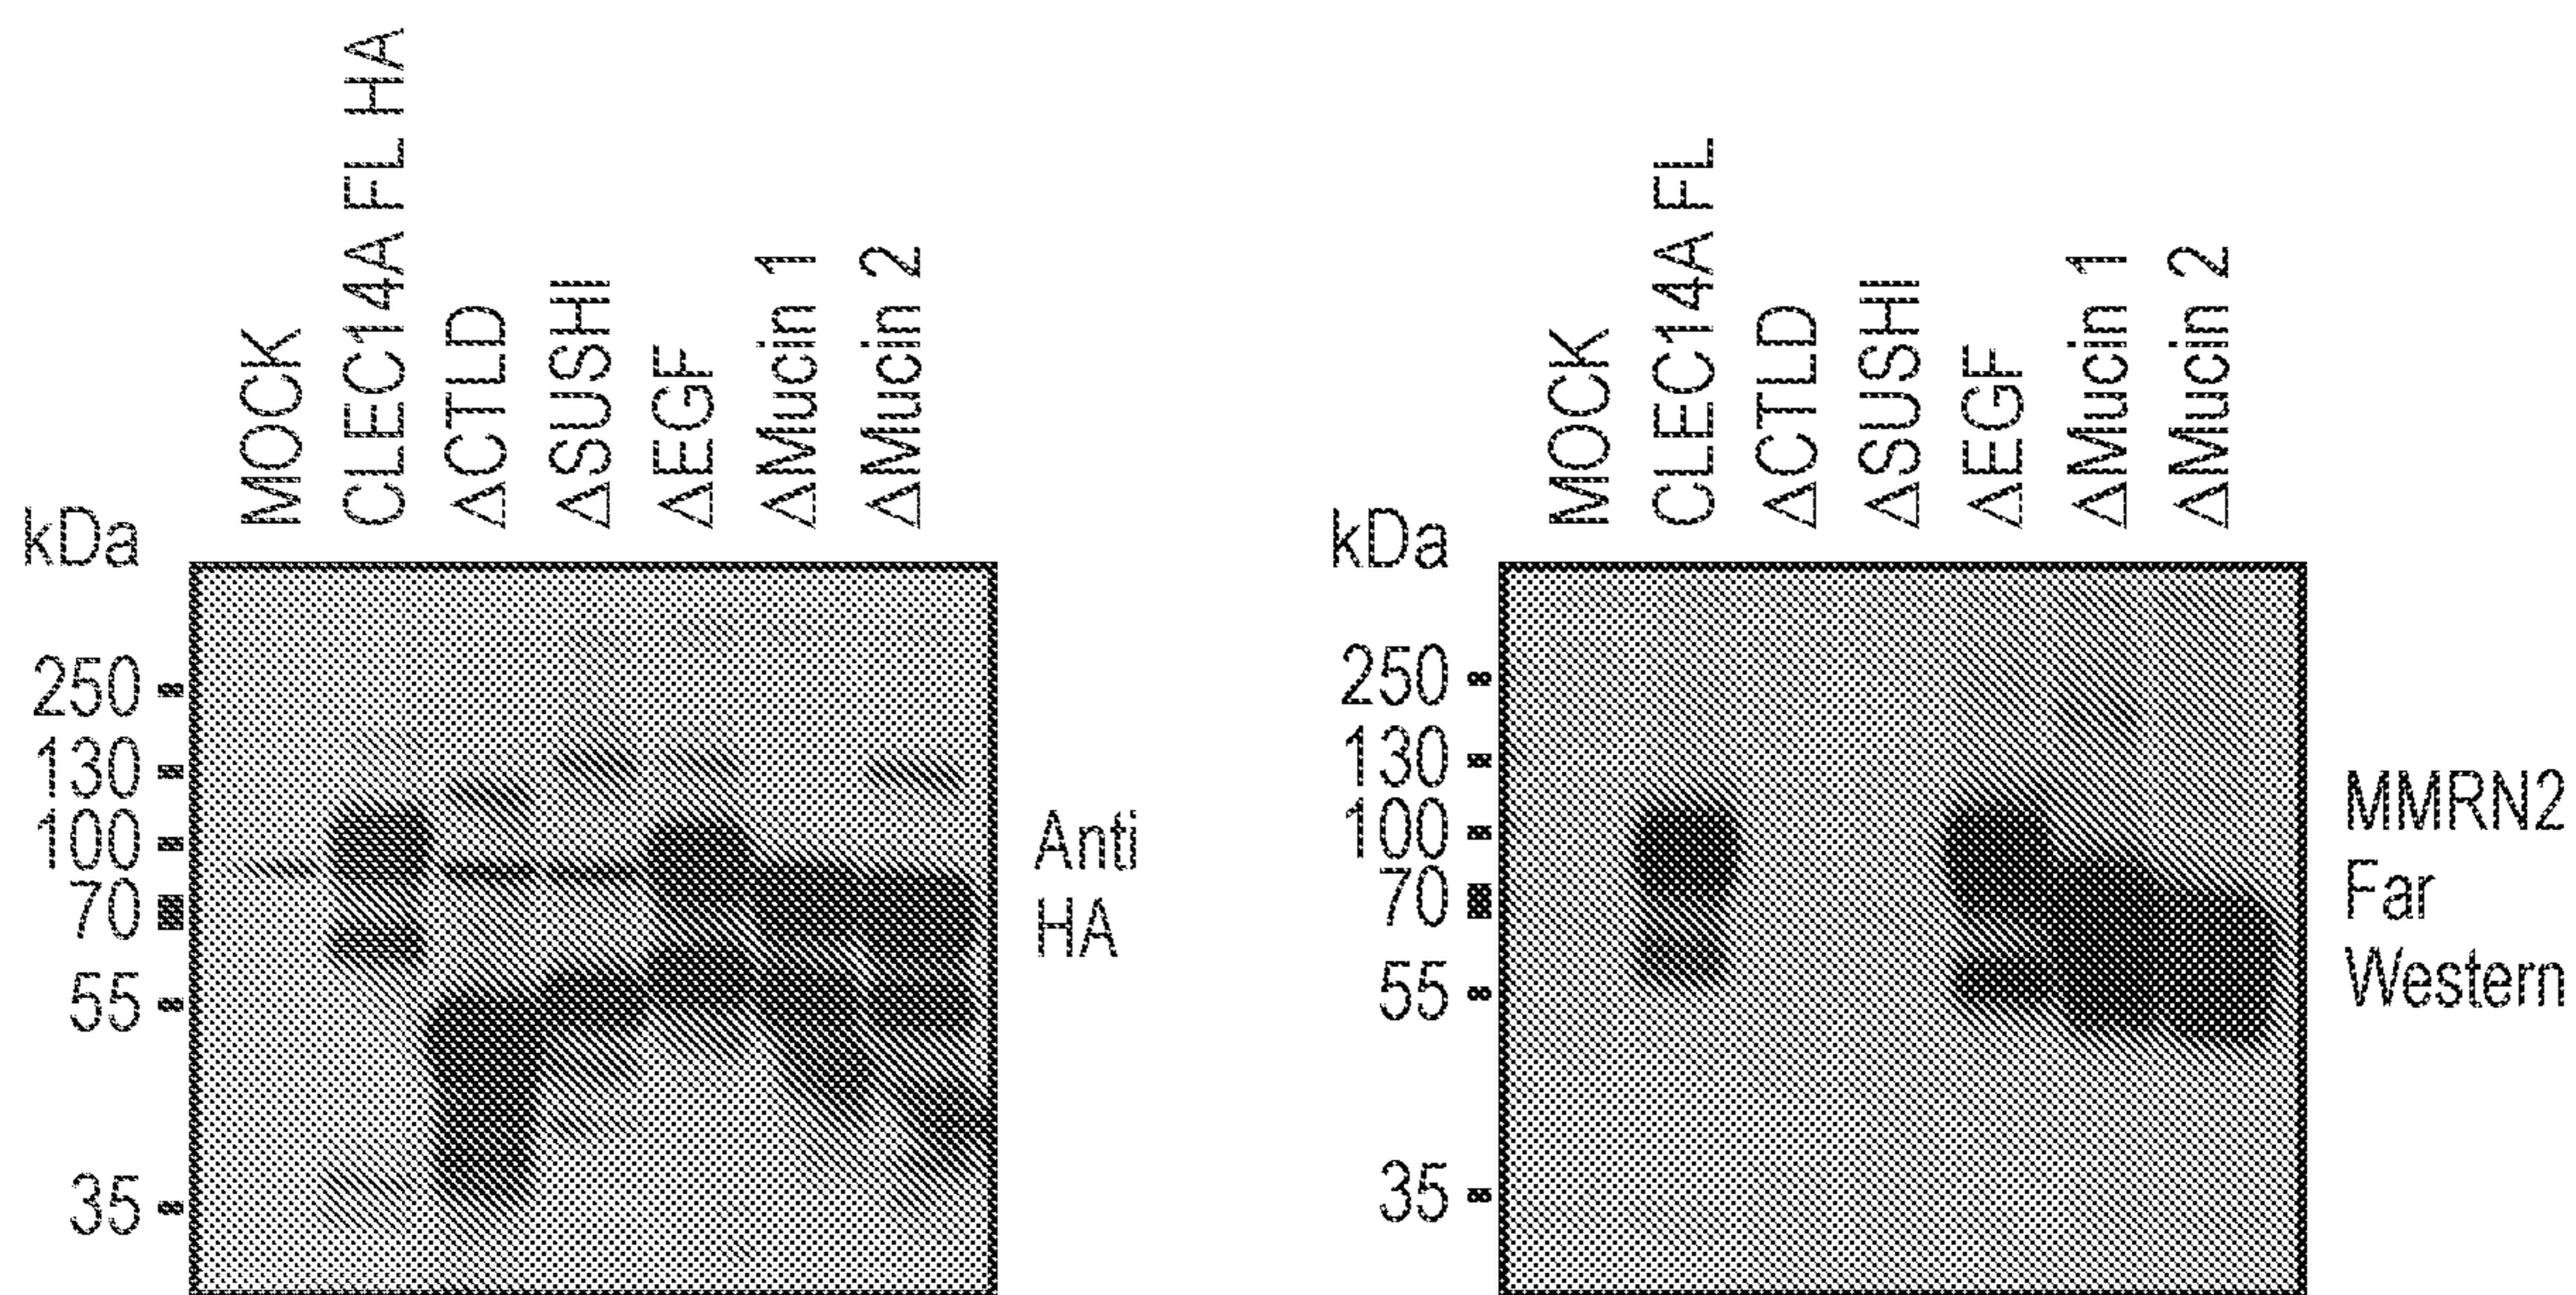 MOCK
CLEC14A FL HA
ΔCTLD
ΔSUSHI
ΔEGF
ΔMucin 1
ΔMucin 2
kDa
250
130
100
70
55
35
Anti
HA
MOCK
CLEC14A FL
ΔCTLD
ΔSUSHI
ΔEGF
ΔMucin 1
ΔMucin 2
kDa
250
130
100
70
55
35
MMRN2
Far
Western